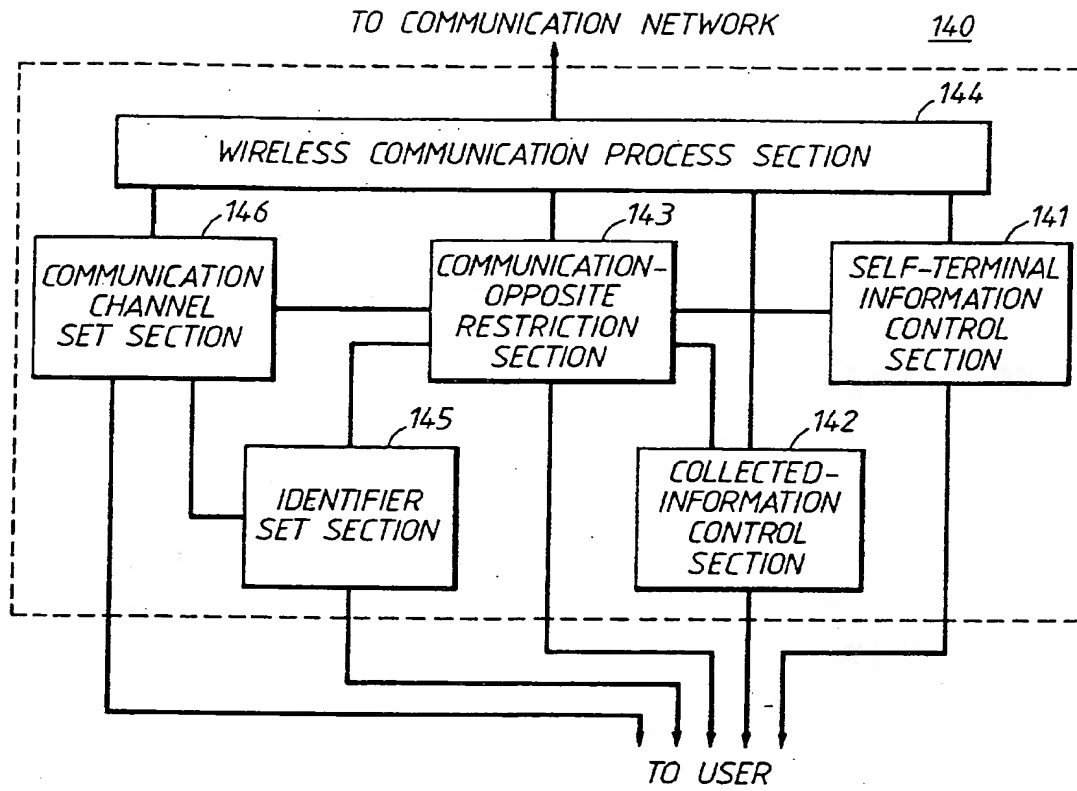 TO COMMUNICATION NETWORK
140
144
WIRELESS COMMUNICATION PROCESS SECTION
146
COMMUNICATION
CHANNEL
SET SECTION
143
COMMUNICATION-
OPPOSITE
RESTRICTION
SECTION
141
SELF-TERMINAL
INFORMATION
CONTROL
SECTION
145
IDENTIFIER
SET SECTION
142
COLLECTED-
INFORMATION
CONTROL
SECTION
TO USER